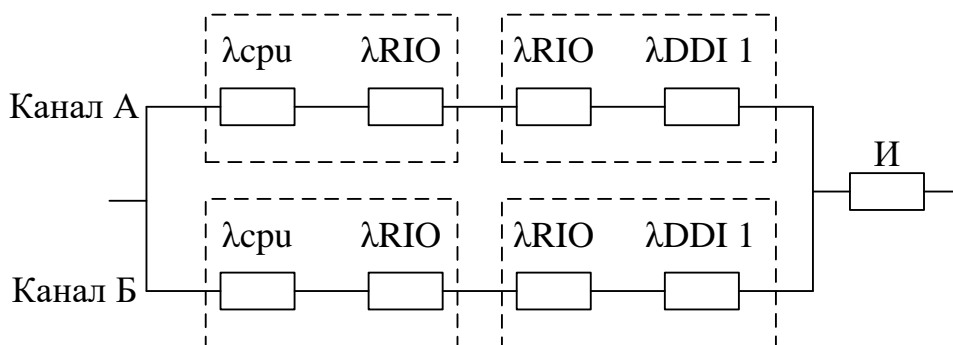 λcpu λRIO λRIO λDDI 1
Канал А
И
λcpu λRIO λRIO λDDI 1
Канал Б